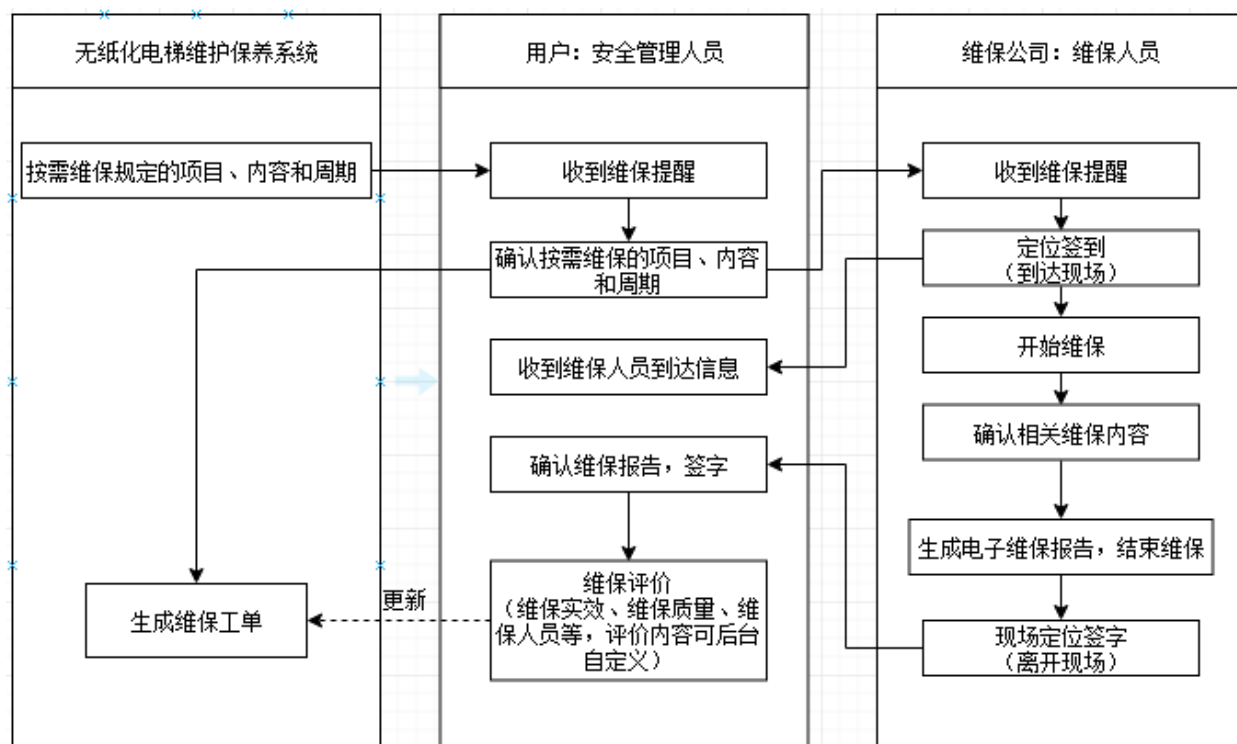 无纸化电梯维护保养系统
用户：安全管理人员
维保公司：维保人员
按需维保规定的项目、内容和周期
收到维保提醒
收到维保提醒
确认按需维保的项目、内容
和周期
定位签到
（到达现场）
收到维保人员到达信息
开始维保
确认相关维保内容
确认维保报告，签字
生成电子维保报告，结束维保
生成维保工单
更新
维保评价
（维保实效、维保质量、维
保人员等，评价内容可后台
自定义）
现场定位签字
（离开现场）